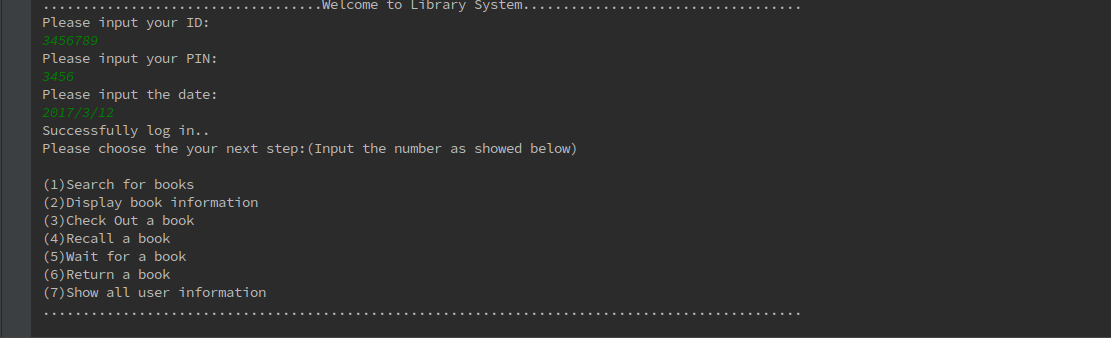 ...................................Welcome to Library System...................................
Please input your ID:
3456789
Please input your PIN:
3456
Please input the date:
2017/3/12
Successfully log in..
Please choose the your next step:(Input the number as showed below)
(1)Search for books
(2)Display book information
(3)Check Out a book
(4)Recall a book
(5)Wait for a book
(6)Return a book
(7)Show all user information
...............................................................................................